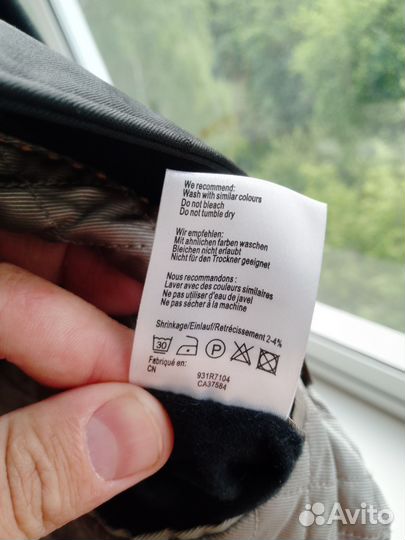 We recommend:
Wash with similar colours
Do not bleach
Do not tumble dry
Wir empfehlen:
Mit ähnlichen farben waschen
Bleichen nicht erlaubt
Nicht für den Trockner geeignet
Nous recommandons :
Laver avec des couleurs similaires
Ne pas utiliser d'eau de javel
Ne pas sécher à la machine
Shrinkage/Einlauf/Retrécissement 2-4%
30 P
Fabriqué en:
CN
931R7104
CA37584
Avito